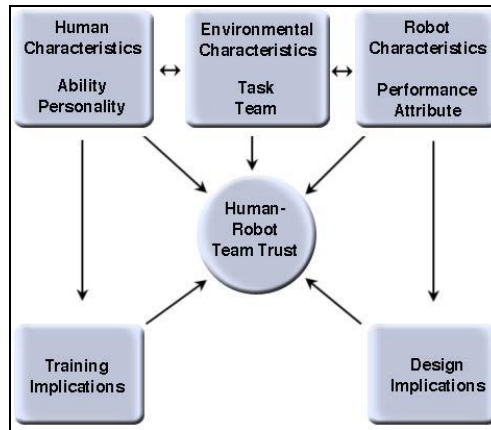 Human
Characteristics
Ability
Personality
Environmental
Characteristics
Task
Team
Robot
Characteristics
Performance
Attribute
Human-
Robot
Team Trust
Training
Implications
Design
Implications